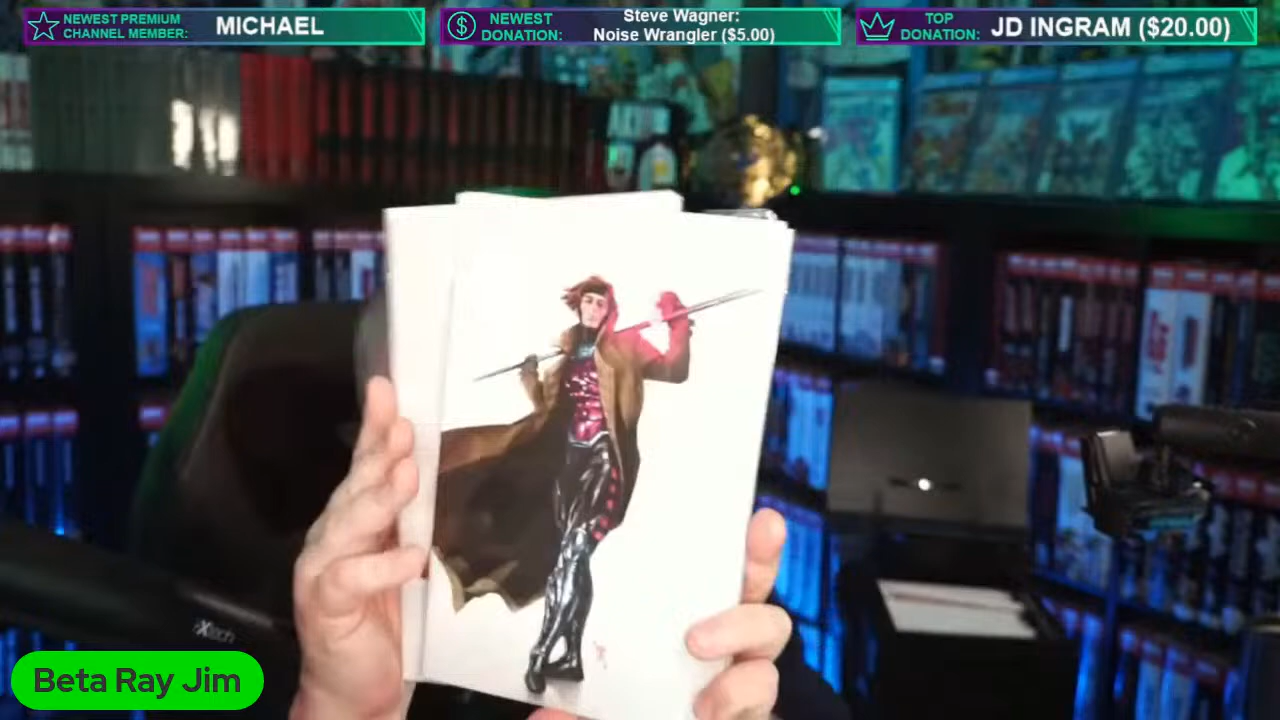 NEWEST PREMIUM
CHANNEL MEMBER:
MICHAEL
NEWEST
DONATION:
Steve Wagner:
Noise Wrangler ($5.00)
TOP
DONATION:
JD INGRAM ($20.00)
Beta Ray Jim